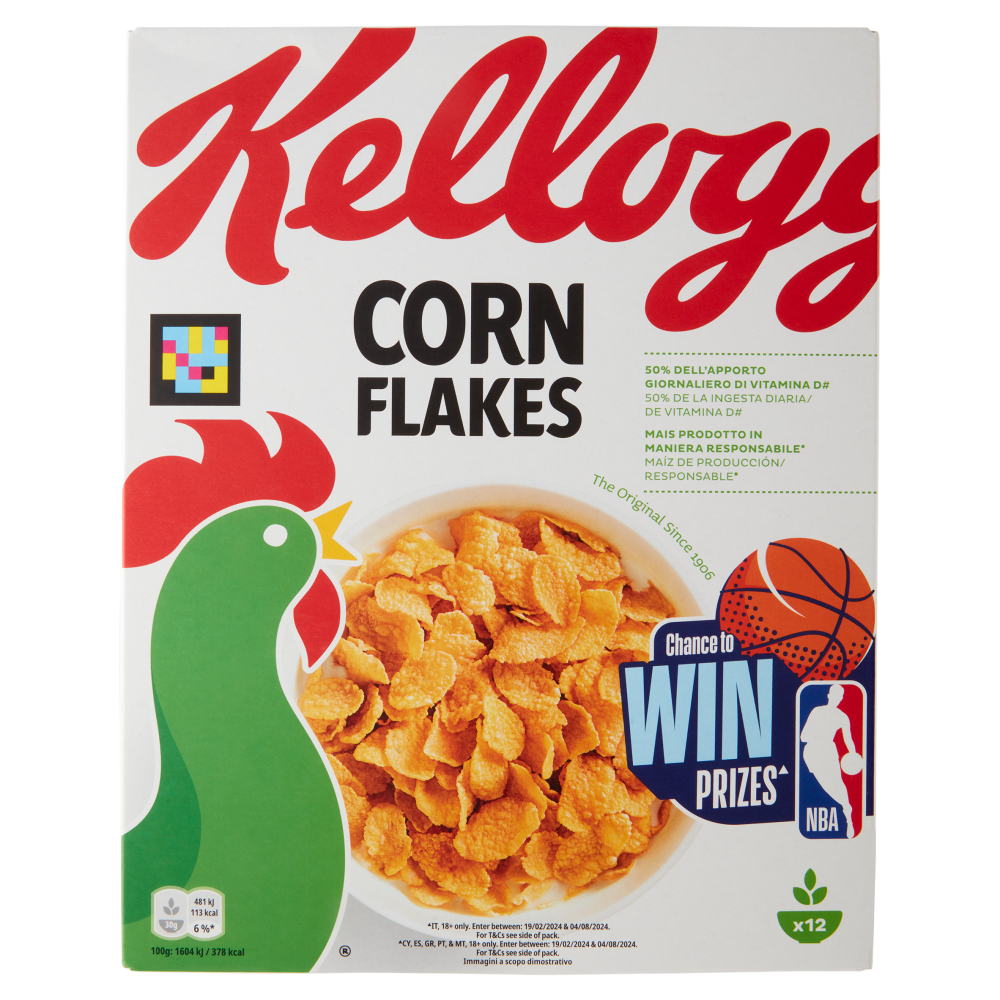 Kellogg
CORN
FLAKES
50% DELL'APPORTO
GIORNALIERO DI VITAMINA D#
50% DE LA INGESTA DIARIA/
DE VITAMINA D#
MAIS PRODOTTO IN
MANIERA RESPONSABILE*
MAÍZ DE PRODUCCIÓN/
RESPONSABLE*
The Original Since 1906
Chance to
WIN
PRIZES▲
NBA
30g
481 kJ
113 kcal
6 %*
100g: 1604 kJ / 378 kcal
®
x12
▲IT, 18+ only. Enter between: 19/02/2024 & 04/08/2024.
For T&Cs see side of pack.
▲CY, ES, GR, PT, & MT, 18+ only. Enter between: 19/02/2024 & 04/08/2024.
For T&Cs see side of pack.
Immagini a scopo dimostrativo